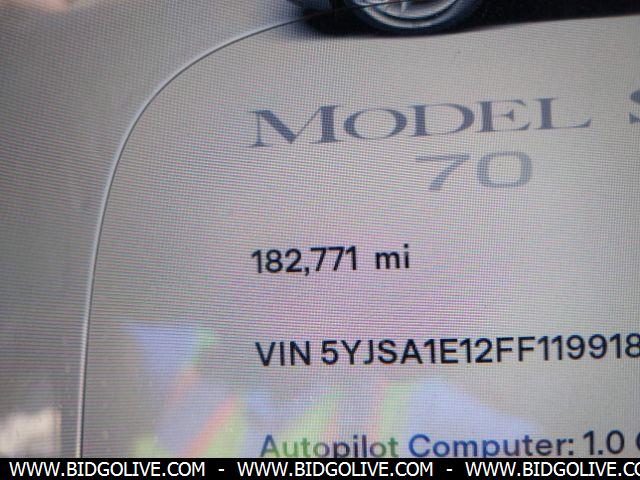 MODEL S
70
182,771 mi
VIN 5YJSA1E12FF119918
Autopilot Computer: 1.0
WWW.BIDGOLIVE.COM - WWW.BIDGOLIVE.COM - WWW.BIDGOLIVE.COM